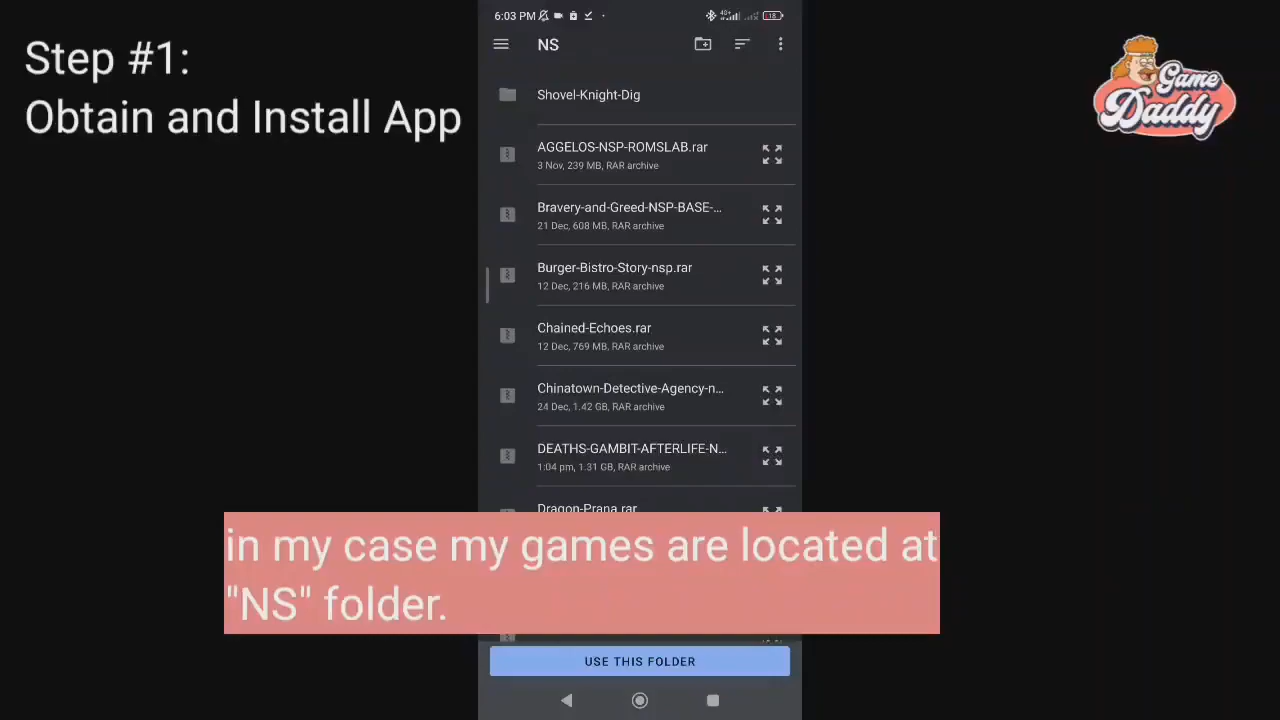 Step #1:
Obtain and Install App
6:03 PM
4G+
18
NS
Shovel-Knight-Dig
AGGELOS-NSP-ROMSLAB.rar
3 Nov, 239 MB, RAR archive
Bravery-and-Greed-NSP-BASE-...
21 Dec, 608 MB, RAR archive
Burger-Bistro-Story-nsp.rar
12 Dec, 216 MB, RAR archive
Chained-Echoes.rar
12 Dec, 769 MB, RAR archive
Chinatown-Detective-Agency-n...
24 Dec, 1.42 GB, RAR archive
DEATHS-GAMBIT-AFTERLIFE-N...
1:04 pm, 1.31 GB, RAR archive
Dragon-Prana.rar
in my case my games are located at
"NS" folder.
USE THIS FOLDER
Game
Daddy